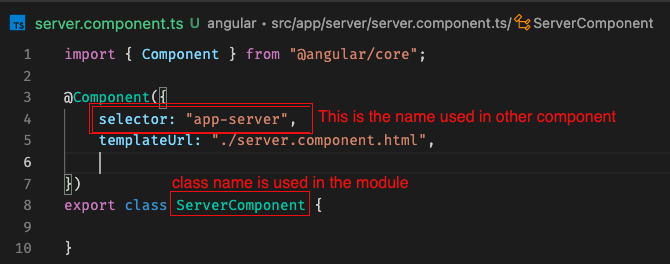 TS server.component.ts U angular • src/app/server/server.component.ts/ ServerComponent
1 import { Component } from "@angular/core";
2
3 @Component({
4 selector: "app-server", This is the name used in other component
5 templateUrl: "./server.component.html",
6
7 }) class name is used in the module
8 export class ServerComponent {
9
10 }